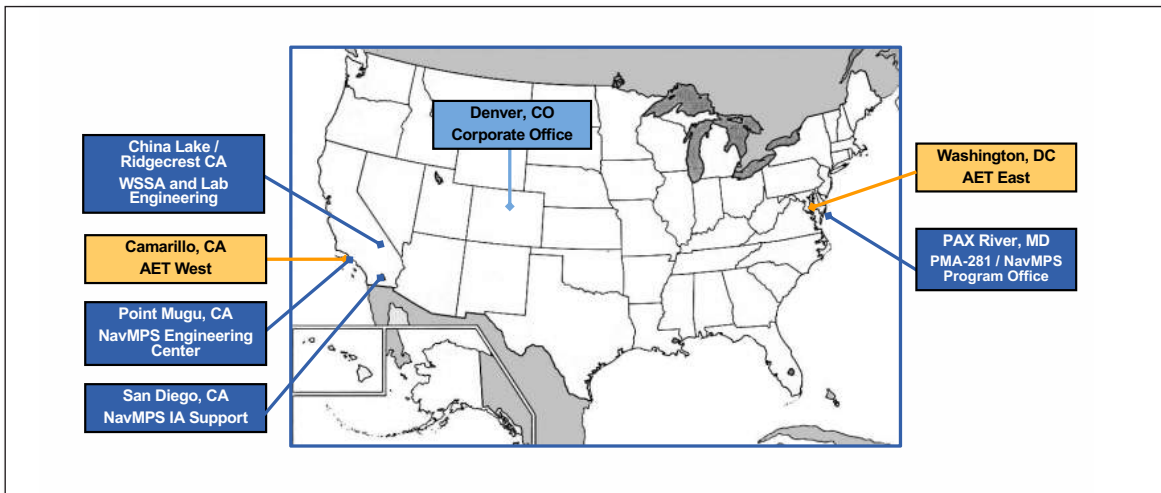 Denver, CO
Corporate Office
China Lake /
Ridgecrest CA
WSSA and Lab
Engineering
Washington, DC
AET East
Camarillo, CA
AET West
PAX River, MD
PMA-281 / NavMPS
Program Office
Point Mugu, CA
NavMPS Engineering
Center
San Diego, CA
NavMPS IA Support